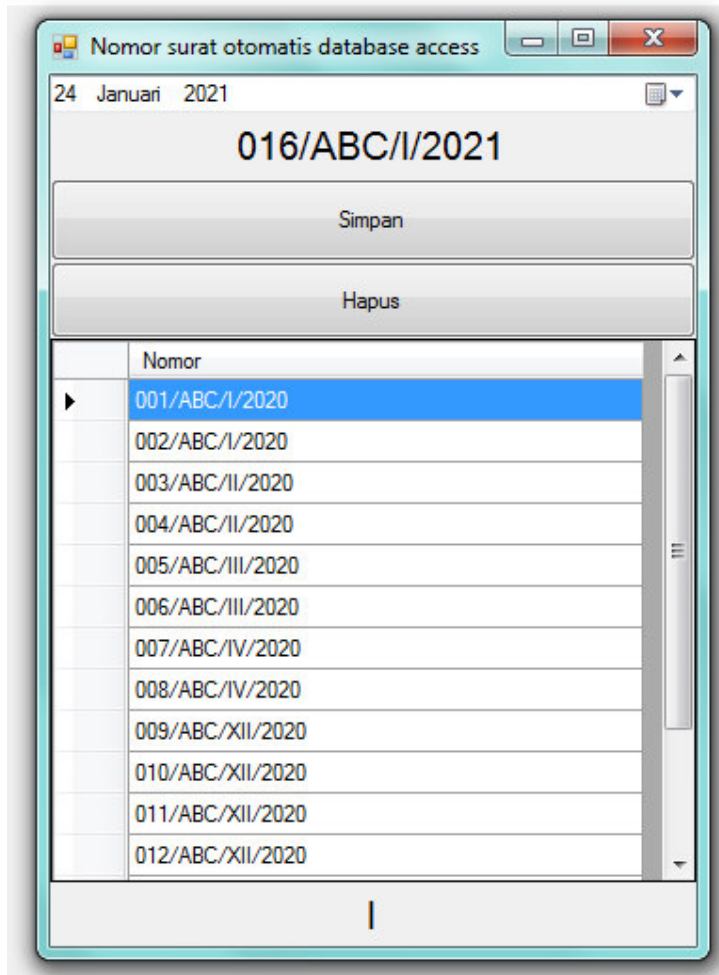 Nomor surat otomatis database access
24 Januari 2021
016/ABC/I/2021
Simpan
Hapus
Nomor
001/ABC/I/2020
002/ABC/I/2020
003/ABC/II/2020
004/ABC/II/2020
005/ABC/III/2020
006/ABC/III/2020
007/ABC/IV/2020
008/ABC/IV/2020
009/ABC/XII/2020
010/ABC/XII/2020
011/ABC/XII/2020
012/ABC/XII/2020
I